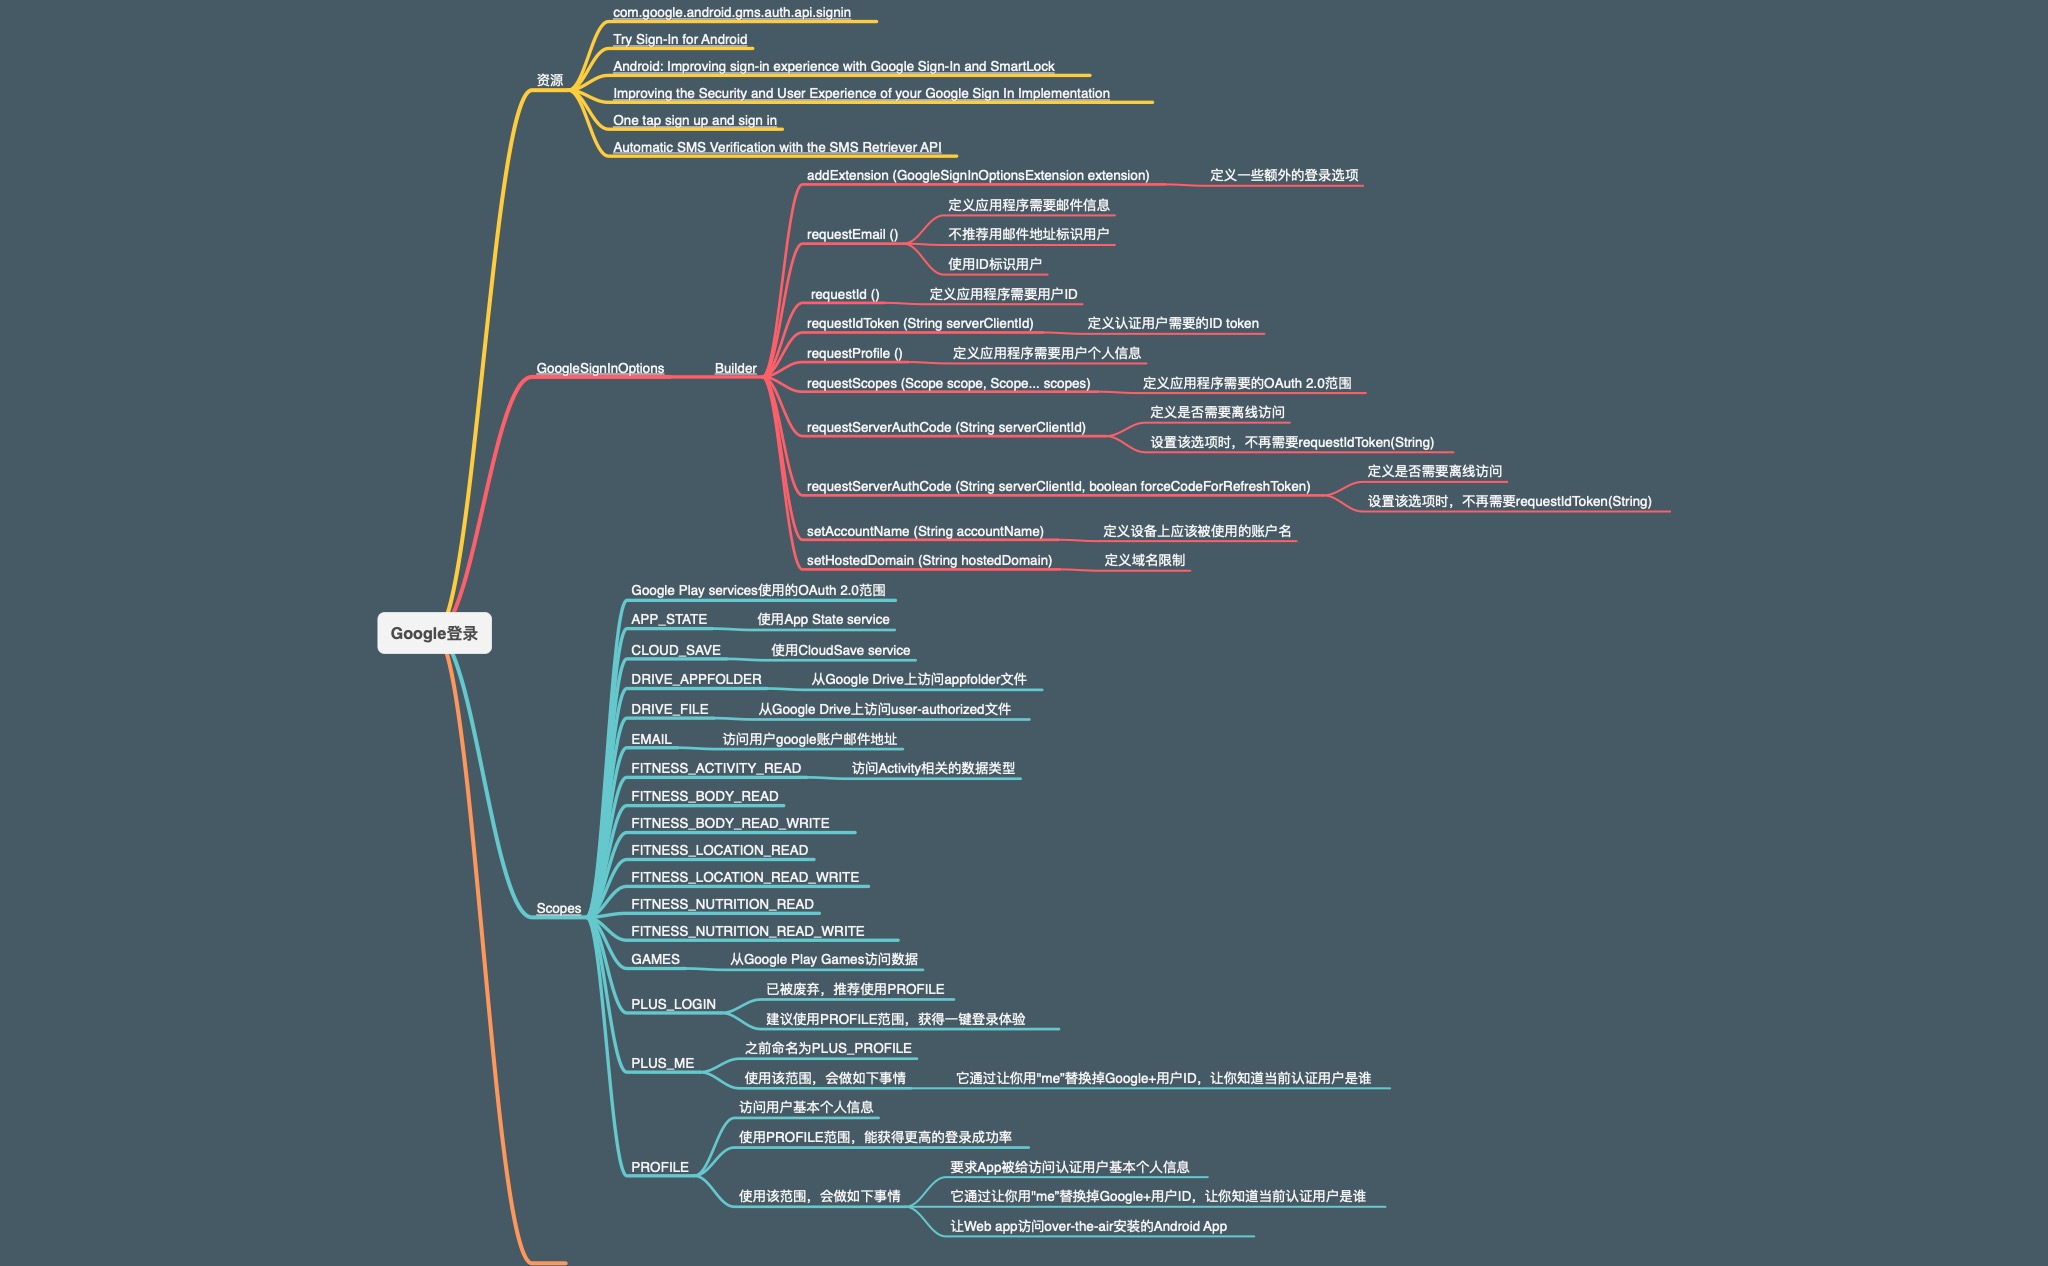 com.google.android.gms.auth.api.signin
Try Sign-In for Android
Android: Improving sign-in experience with Google Sign-In and SmartLock
资源
Improving the Security and User Experience of your Google Sign In Implementation
One tap sign up and sign in
Automatic SMS Verification with the SMS Retriever API
addExtension (GoogleSignInOptionsExtension extension)
定义一些额外的登录选项
定义应用程序需要邮件信息
requestEmail ()
不推荐用邮件地址标识用户
使用ID标识用户
requestId ()
定义应用程序需要用户ID
requestIdToken (String serverClientId)
定义认证用户需要的ID token
requestProfile ()
定义应用程序需要用户个人信息
GoogleSignInOptions
Builder
requestScopes (Scope scope, Scope... scopes)
定义应用程序需要的OAuth 2.0范围
定义是否需要离线访问
requestServerAuthCode (String serverClientId)
设置该选项时，不再需要requestIdToken(String)
定义是否需要离线访问
requestServerAuthCode (String serverClientId, boolean forceCodeForRefreshToken)
设置该选项时，不再需要requestIdToken(String)
setAccountName (String accountName)
定义设备上应该被使用的账户名
setHostedDomain (String hostedDomain)
定义域名限制
Google登录
Google Play services使用的OAuth 2.0范围
APP_STATE
使用App State service
CLOUD_SAVE
使用CloudSave service
DRIVE_APPFOLDER
从Google Drive上访问appfolder文件
DRIVE_FILE
从Google Drive上访问user-authorized文件
EMAIL
访问用户google账户邮件地址
FITNESS_ACTIVITY_READ
访问Activity相关的数据类型
FITNESS_BODY_READ
FITNESS_BODY_READ_WRITE
FITNESS_LOCATION_READ
FITNESS_LOCATION_READ_WRITE
Scopes
FITNESS_NUTRITION_READ
FITNESS_NUTRITION_READ_WRITE
GAMES
从Google Play Games访问数据
已被废弃，推荐使用PROFILE
PLUS_LOGIN
建议使用PROFILE范围，获得一键登录体验
之前命名为PLUS_PROFILE
PLUS_ME
使用该范围，会做如下事情
它通过让你用"me"替换掉Google+用户ID，让你知道当前认证用户是谁
访问用户基本个人信息
使用PROFILE范围，能获得更高的登录成功率
PROFILE
要求App被给访问认证用户基本个人信息
使用该范围，会做如下事情
它通过让你用"me"替换掉Google+用户ID，让你知道当前认证用户是谁
让Web app访问over-the-air安装的Android App